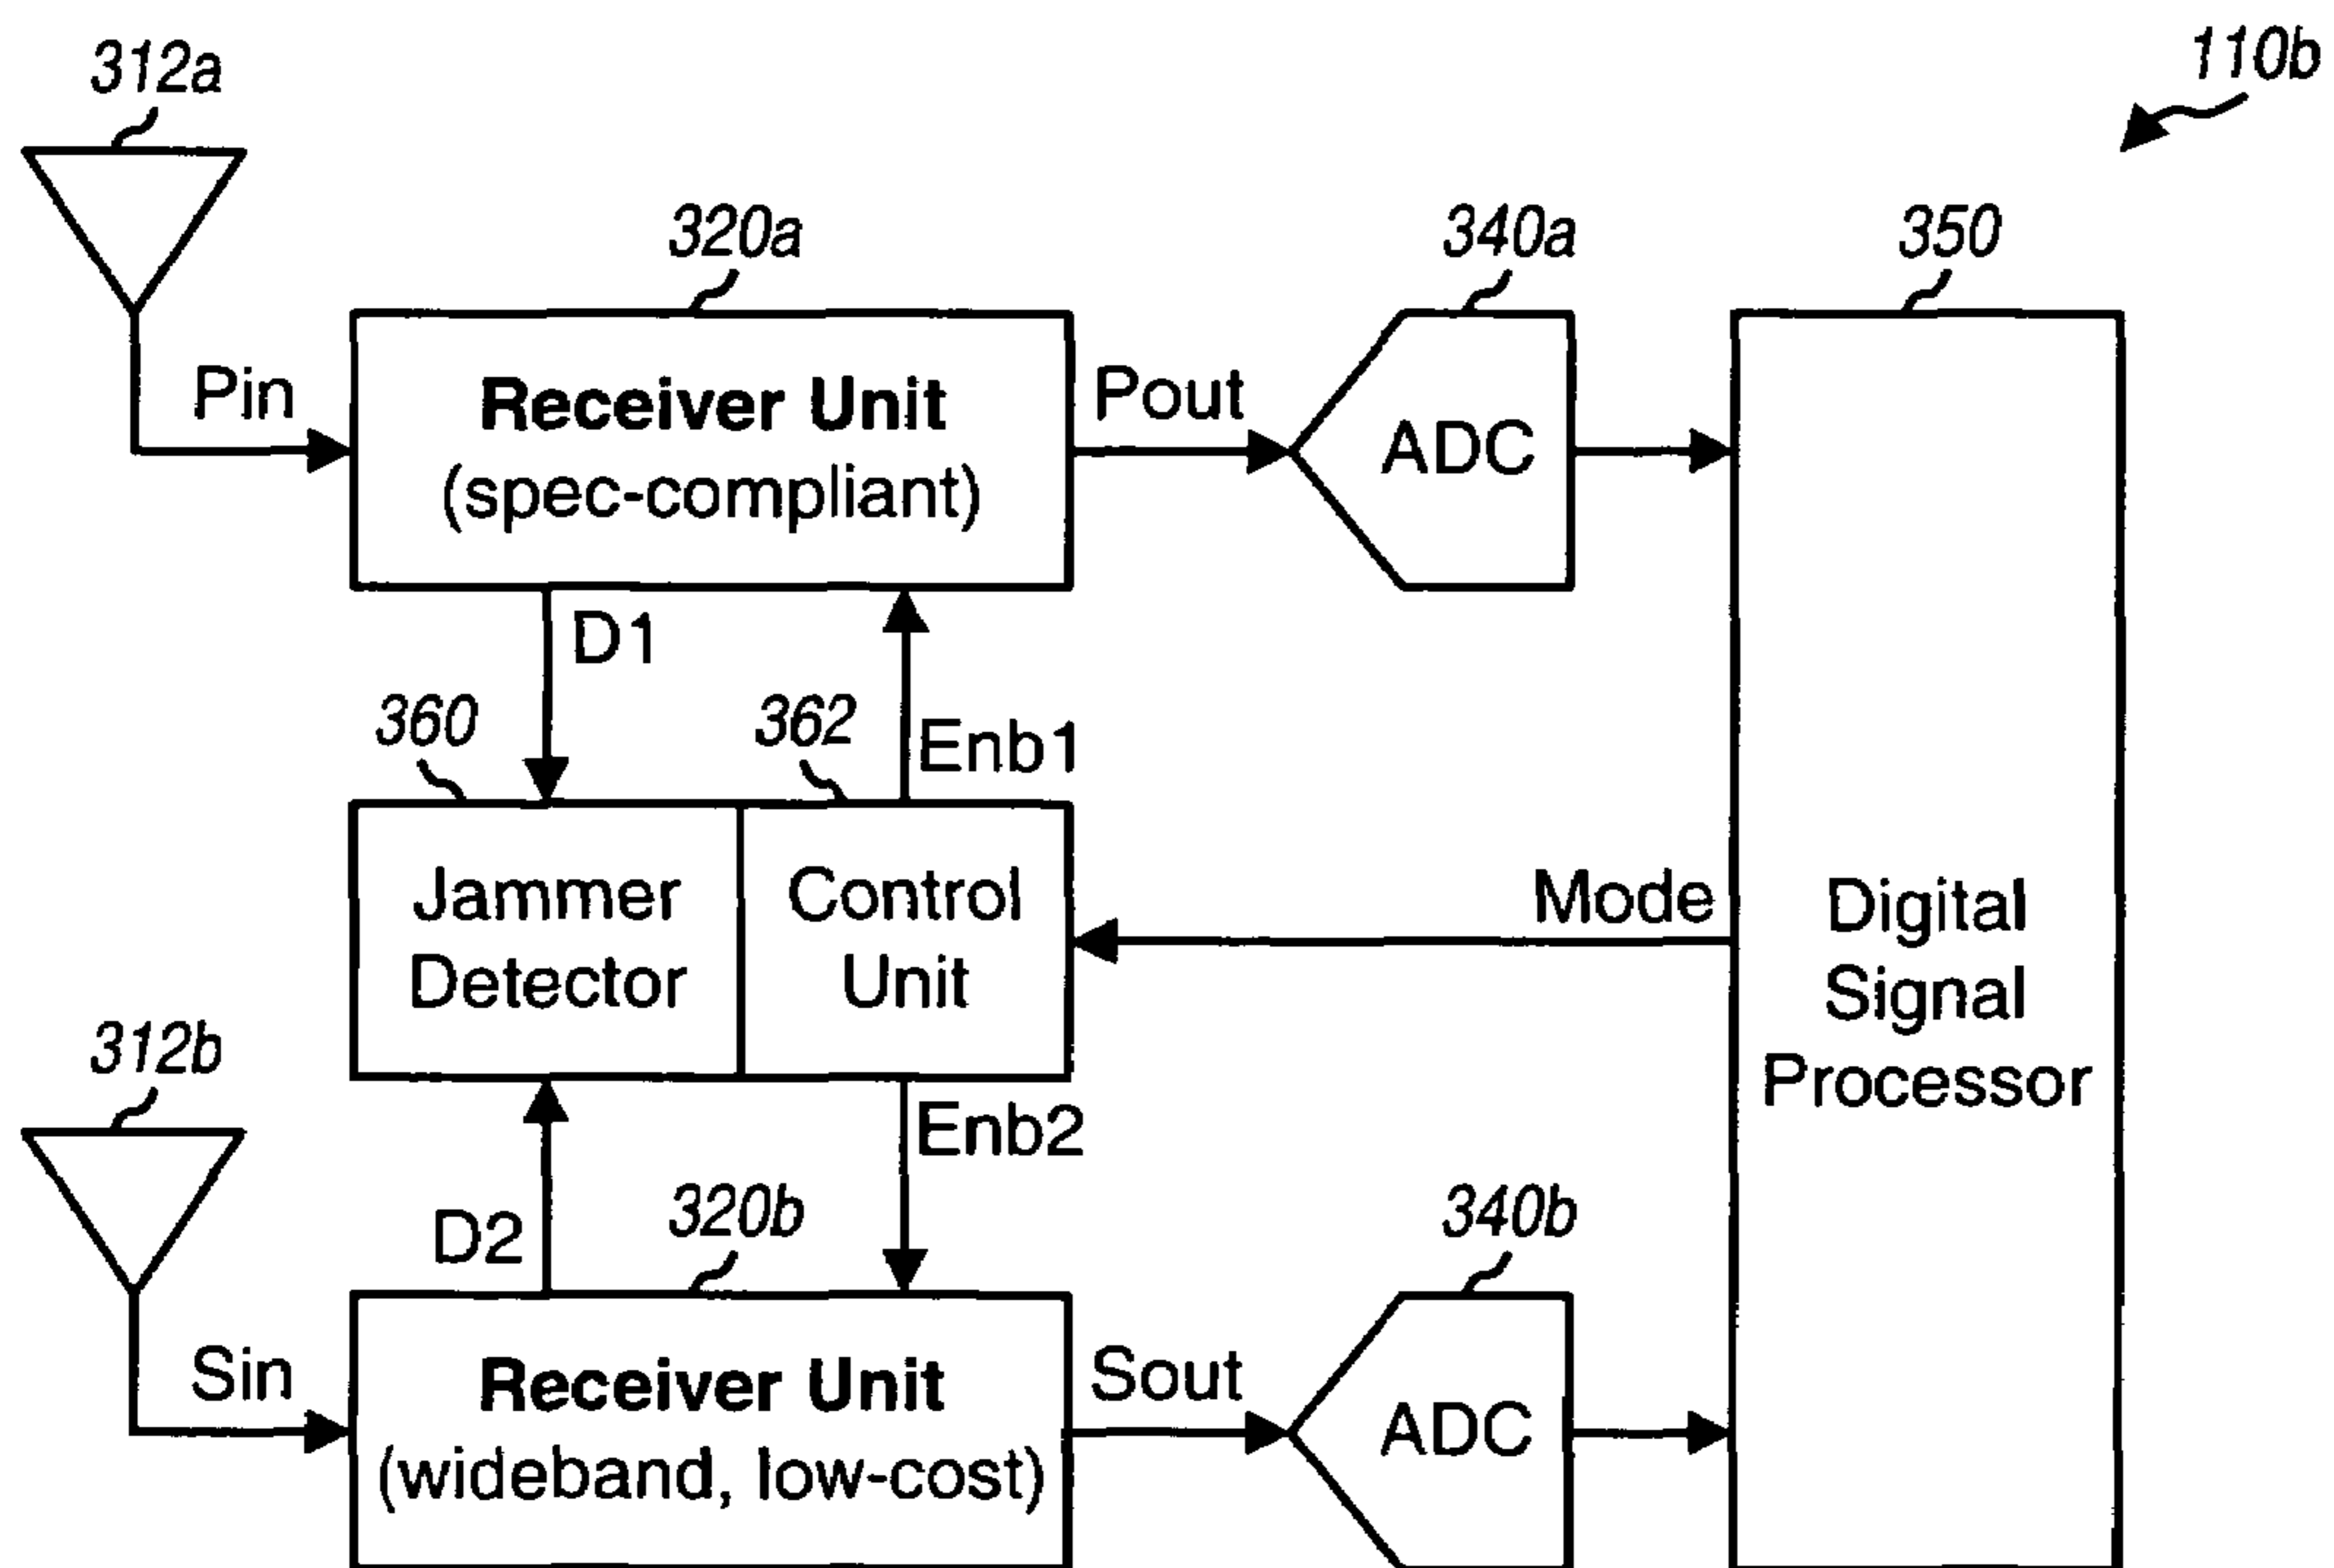 110b
312a
320a
340a
350
Pin
Receiver Unit
(spec-compliant)
Pout
ADC
D1
360
362
Enb1
Jammer
Detector
Control
Unit
Mode
Digital
Signal
Processor
312b
Enb2
D2
320b
340b
Sin
Receiver Unit
(wideband, low-cost)
Sout
ADC